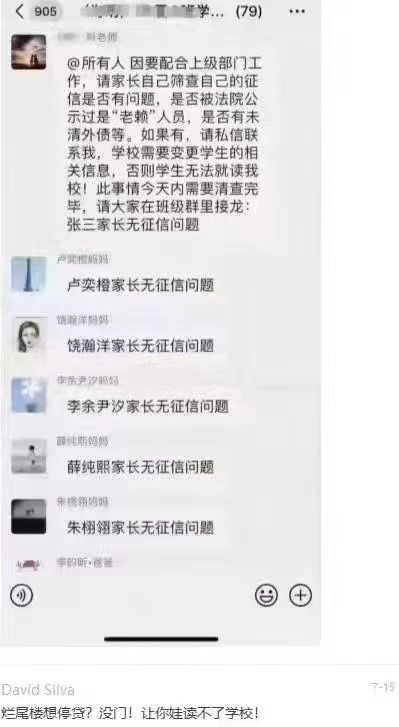 905
学... (79)
老师
@所有人 因要配合上级部门工
作，请家长自己筛查自己的征
信是否有问题，是否被法院公
示过是“老赖”人员，是否有未
清外债等。如果有，请私信联
系我，学校需要变更学生的相
关信息，否则学生无法就读我
校！此事情今天内需要清查完
毕，请大家在班级群里接龙：
张三家长无征信问题
卢奕橙妈妈
卢奕橙家长无征信问题
饶瀚洋妈妈
饶瀚洋家长无征信问题
李余尹汐妈妈
李余尹汐家长无征信问题
薛纯熙妈妈
薛纯熙家长无征信问题
朱栩翎妈妈
朱栩翎家长无征信问题
David Silva
7-15
烂尾楼想停贷？没门！让你娃读不了学校！